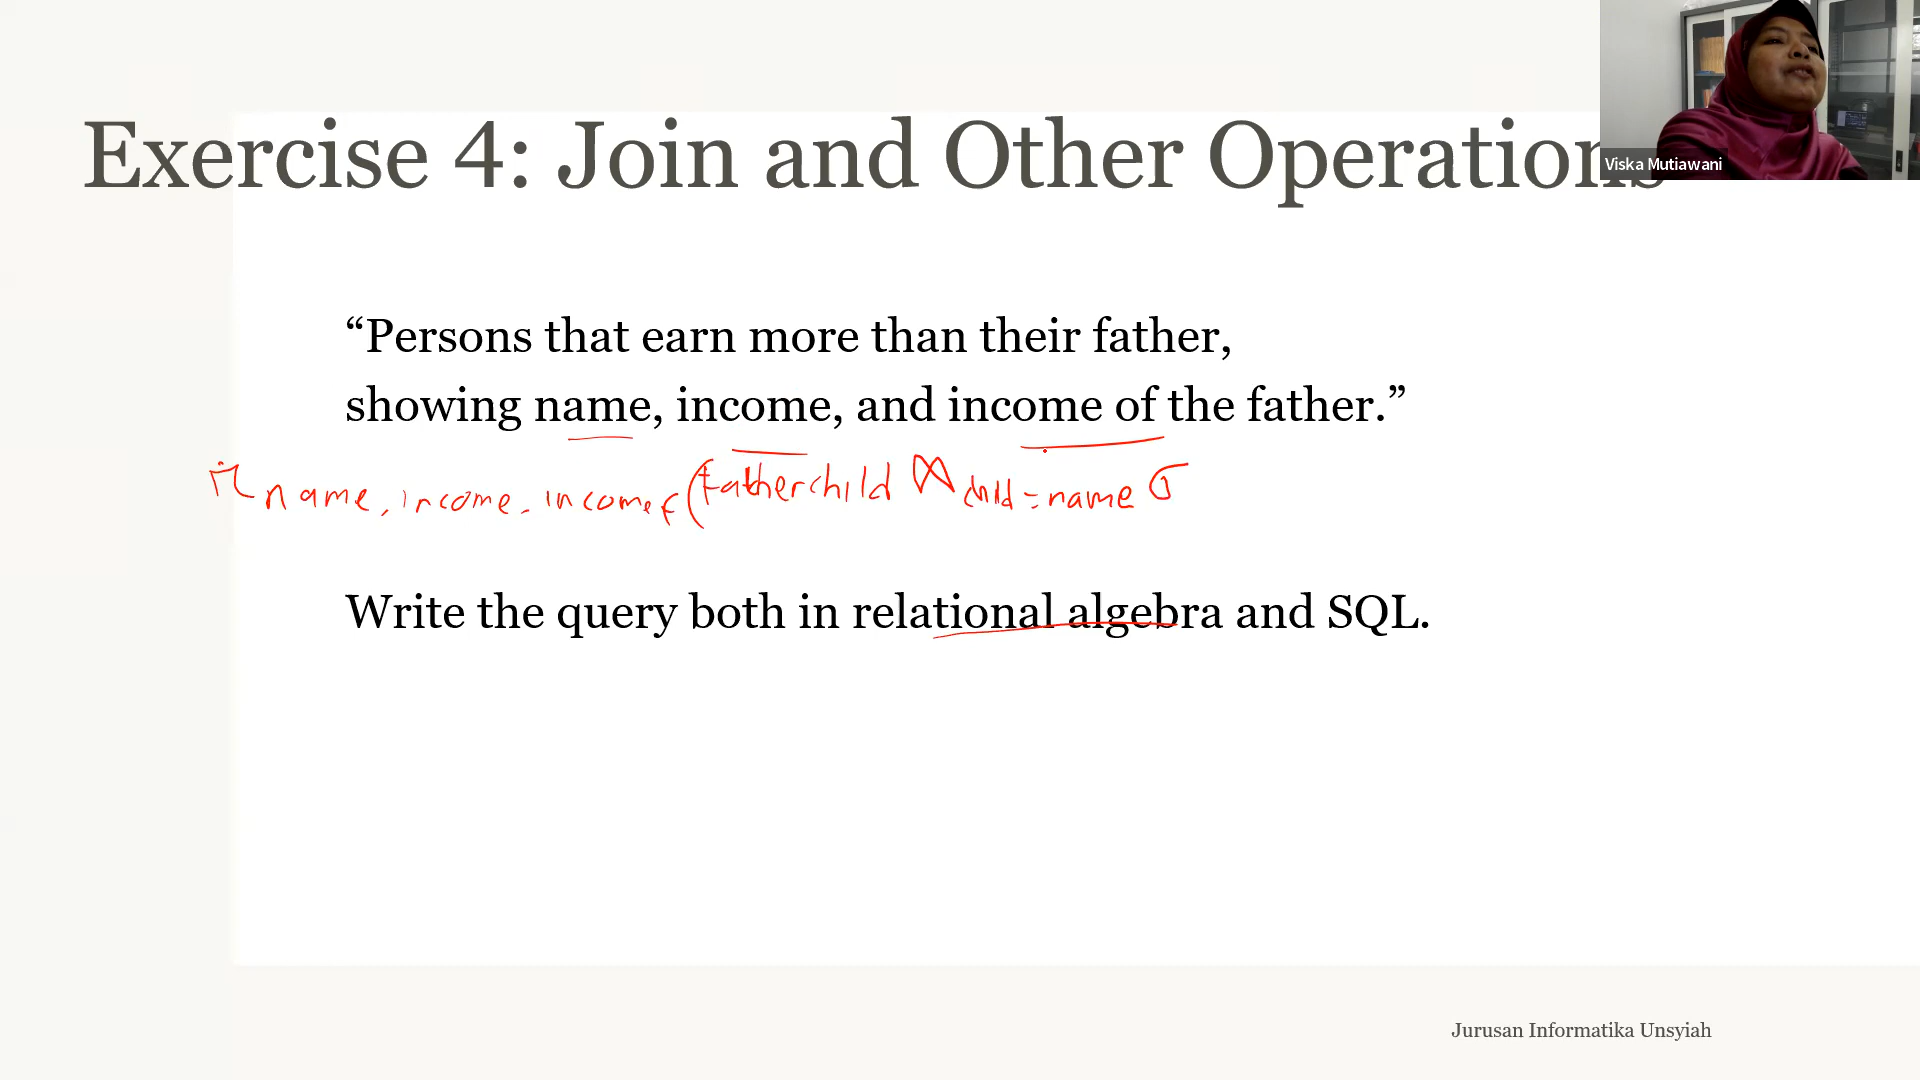 Exercise 4: Join and Other Operations
Viska Mutiawani
“Persons that earn more than their father,
showing name, income, and income of the father.”
π name, income, incomef (fatherchild ⋈ child = name σ
Write the query both in relational algebra and SQL.
Jurusan Informatika Unsyiah